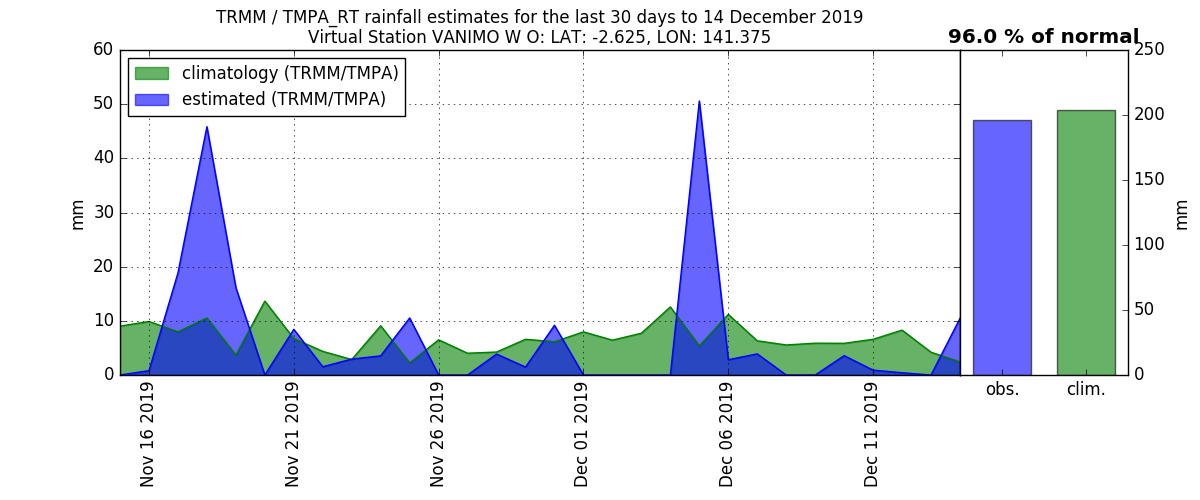 TRMM / TMPA_RT rainfall estimates for the last 30 days to 14 December 2019
Virtual Station VANIMO W O: LAT: -2.625, LON: 141.375
96.0 % of normal
climatology (TRMM/TMPA)
estimated (TRMM/TMPA)
60
50
40
30
20
10
0
mm
Nov 16 2019
Nov 21 2019
Nov 26 2019
Dec 01 2019
Dec 06 2019
Dec 11 2019
obs.
clim.
250
200
150
100
50
0
mm